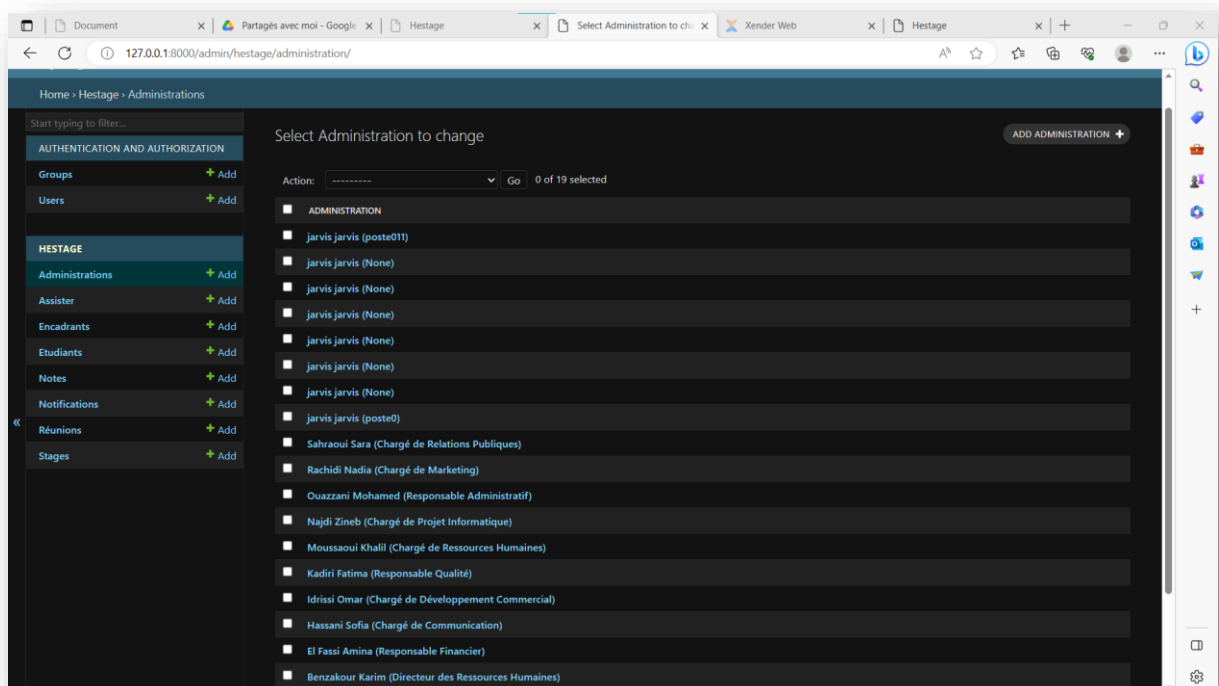 Document
Partagés avec moi - Google
Hestage
Select Administration to cha
Xender Web
Hestage
127.0.0.1:8000/admin/hestage/administration/
Home › Hestage › Administrations
Start typing to filter...
AUTHENTICATION AND AUTHORIZATION
Groups + Add
Users + Add
HESTAGE
Administrations + Add
Assister + Add
Encadrants + Add
Etudiants + Add
Notes + Add
Notifications + Add
Réunions + Add
Stages + Add
«
Select Administration to change
ADD ADMINISTRATION +
Action: --------- Go 0 of 19 selected
ADMINISTRATION
jarvis jarvis (poste011)
jarvis jarvis (None)
jarvis jarvis (None)
jarvis jarvis (None)
jarvis jarvis (None)
jarvis jarvis (None)
jarvis jarvis (None)
jarvis jarvis (poste0)
Sahraoui Sara (Chargé de Relations Publiques)
Rachidi Nadia (Chargé de Marketing)
Ouazzani Mohamed (Responsable Administratif)
Najdi Zineb (Chargé de Projet Informatique)
Moussaoui Khalil (Chargé de Ressources Humaines)
Kadiri Fatima (Responsable Qualité)
Idrissi Omar (Chargé de Développement Commercial)
Hassani Sofia (Chargé de Communication)
El Fassi Amina (Responsable Financier)
Benzakour Karim (Directeur des Ressources Humaines)